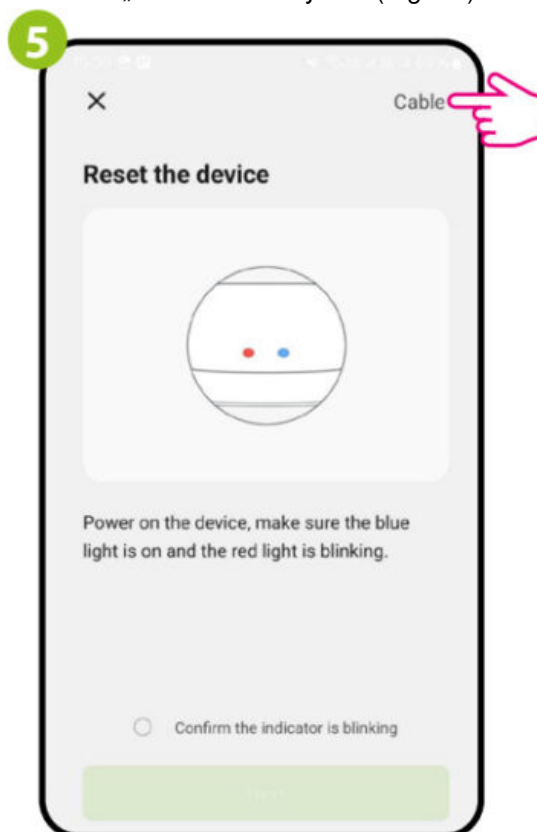 5
Cable
Reset the device
Power on the device, make sure the blue
light is on and the red light is blinking.
Confirm the indicator is blinking